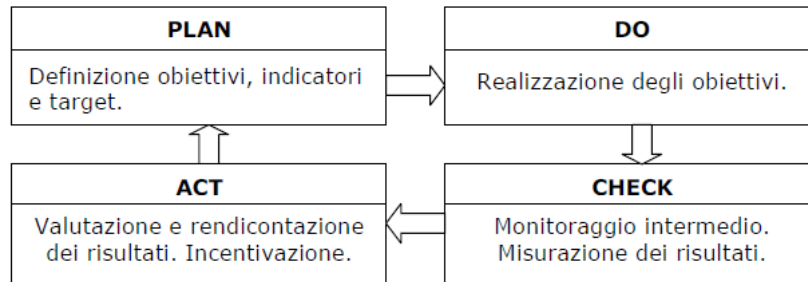 PLAN
Definizione obiettivi, indicatori
e target.
DO
Realizzazione degli obiettivi.
ACT
Valutazione e rendicontazione
dei risultati. Incentivazione.
CHECK
Monitoraggio intermedio.
Misurazione dei risultati.